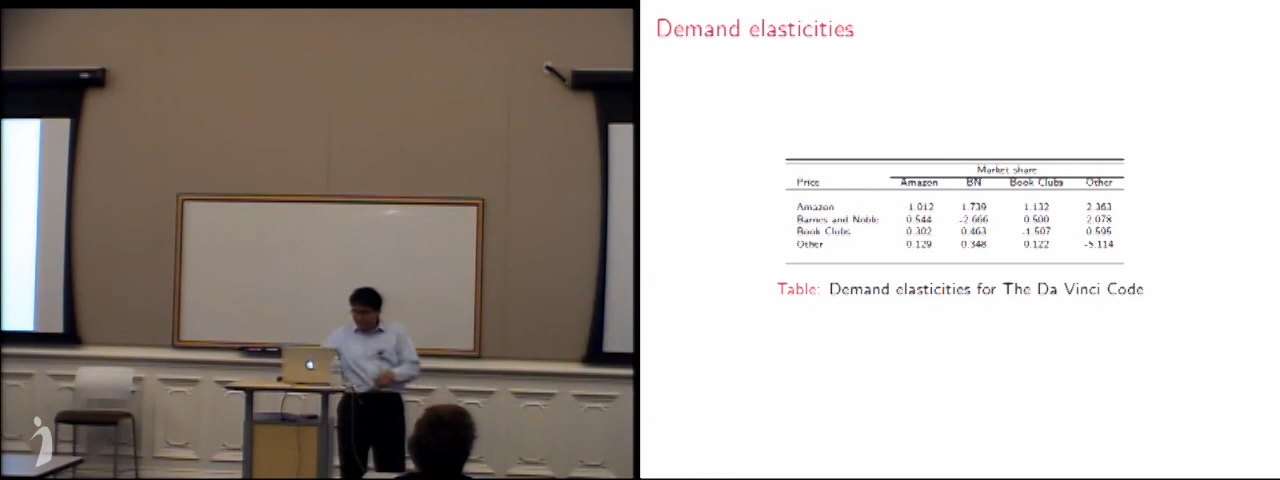 Demand elasticities
Market share
Price Amazon BN Book Clubs Other
Amazon 1.012 1.739 1.132 2.363
Barnes and Noble 0.544 -2.666 0.500 2.078
Book Clubs 0.302 0.463 -1.507 0.595
Other 0.129 0.348 0.122 -5.114
Table: Demand elasticities for The Da Vinci Code